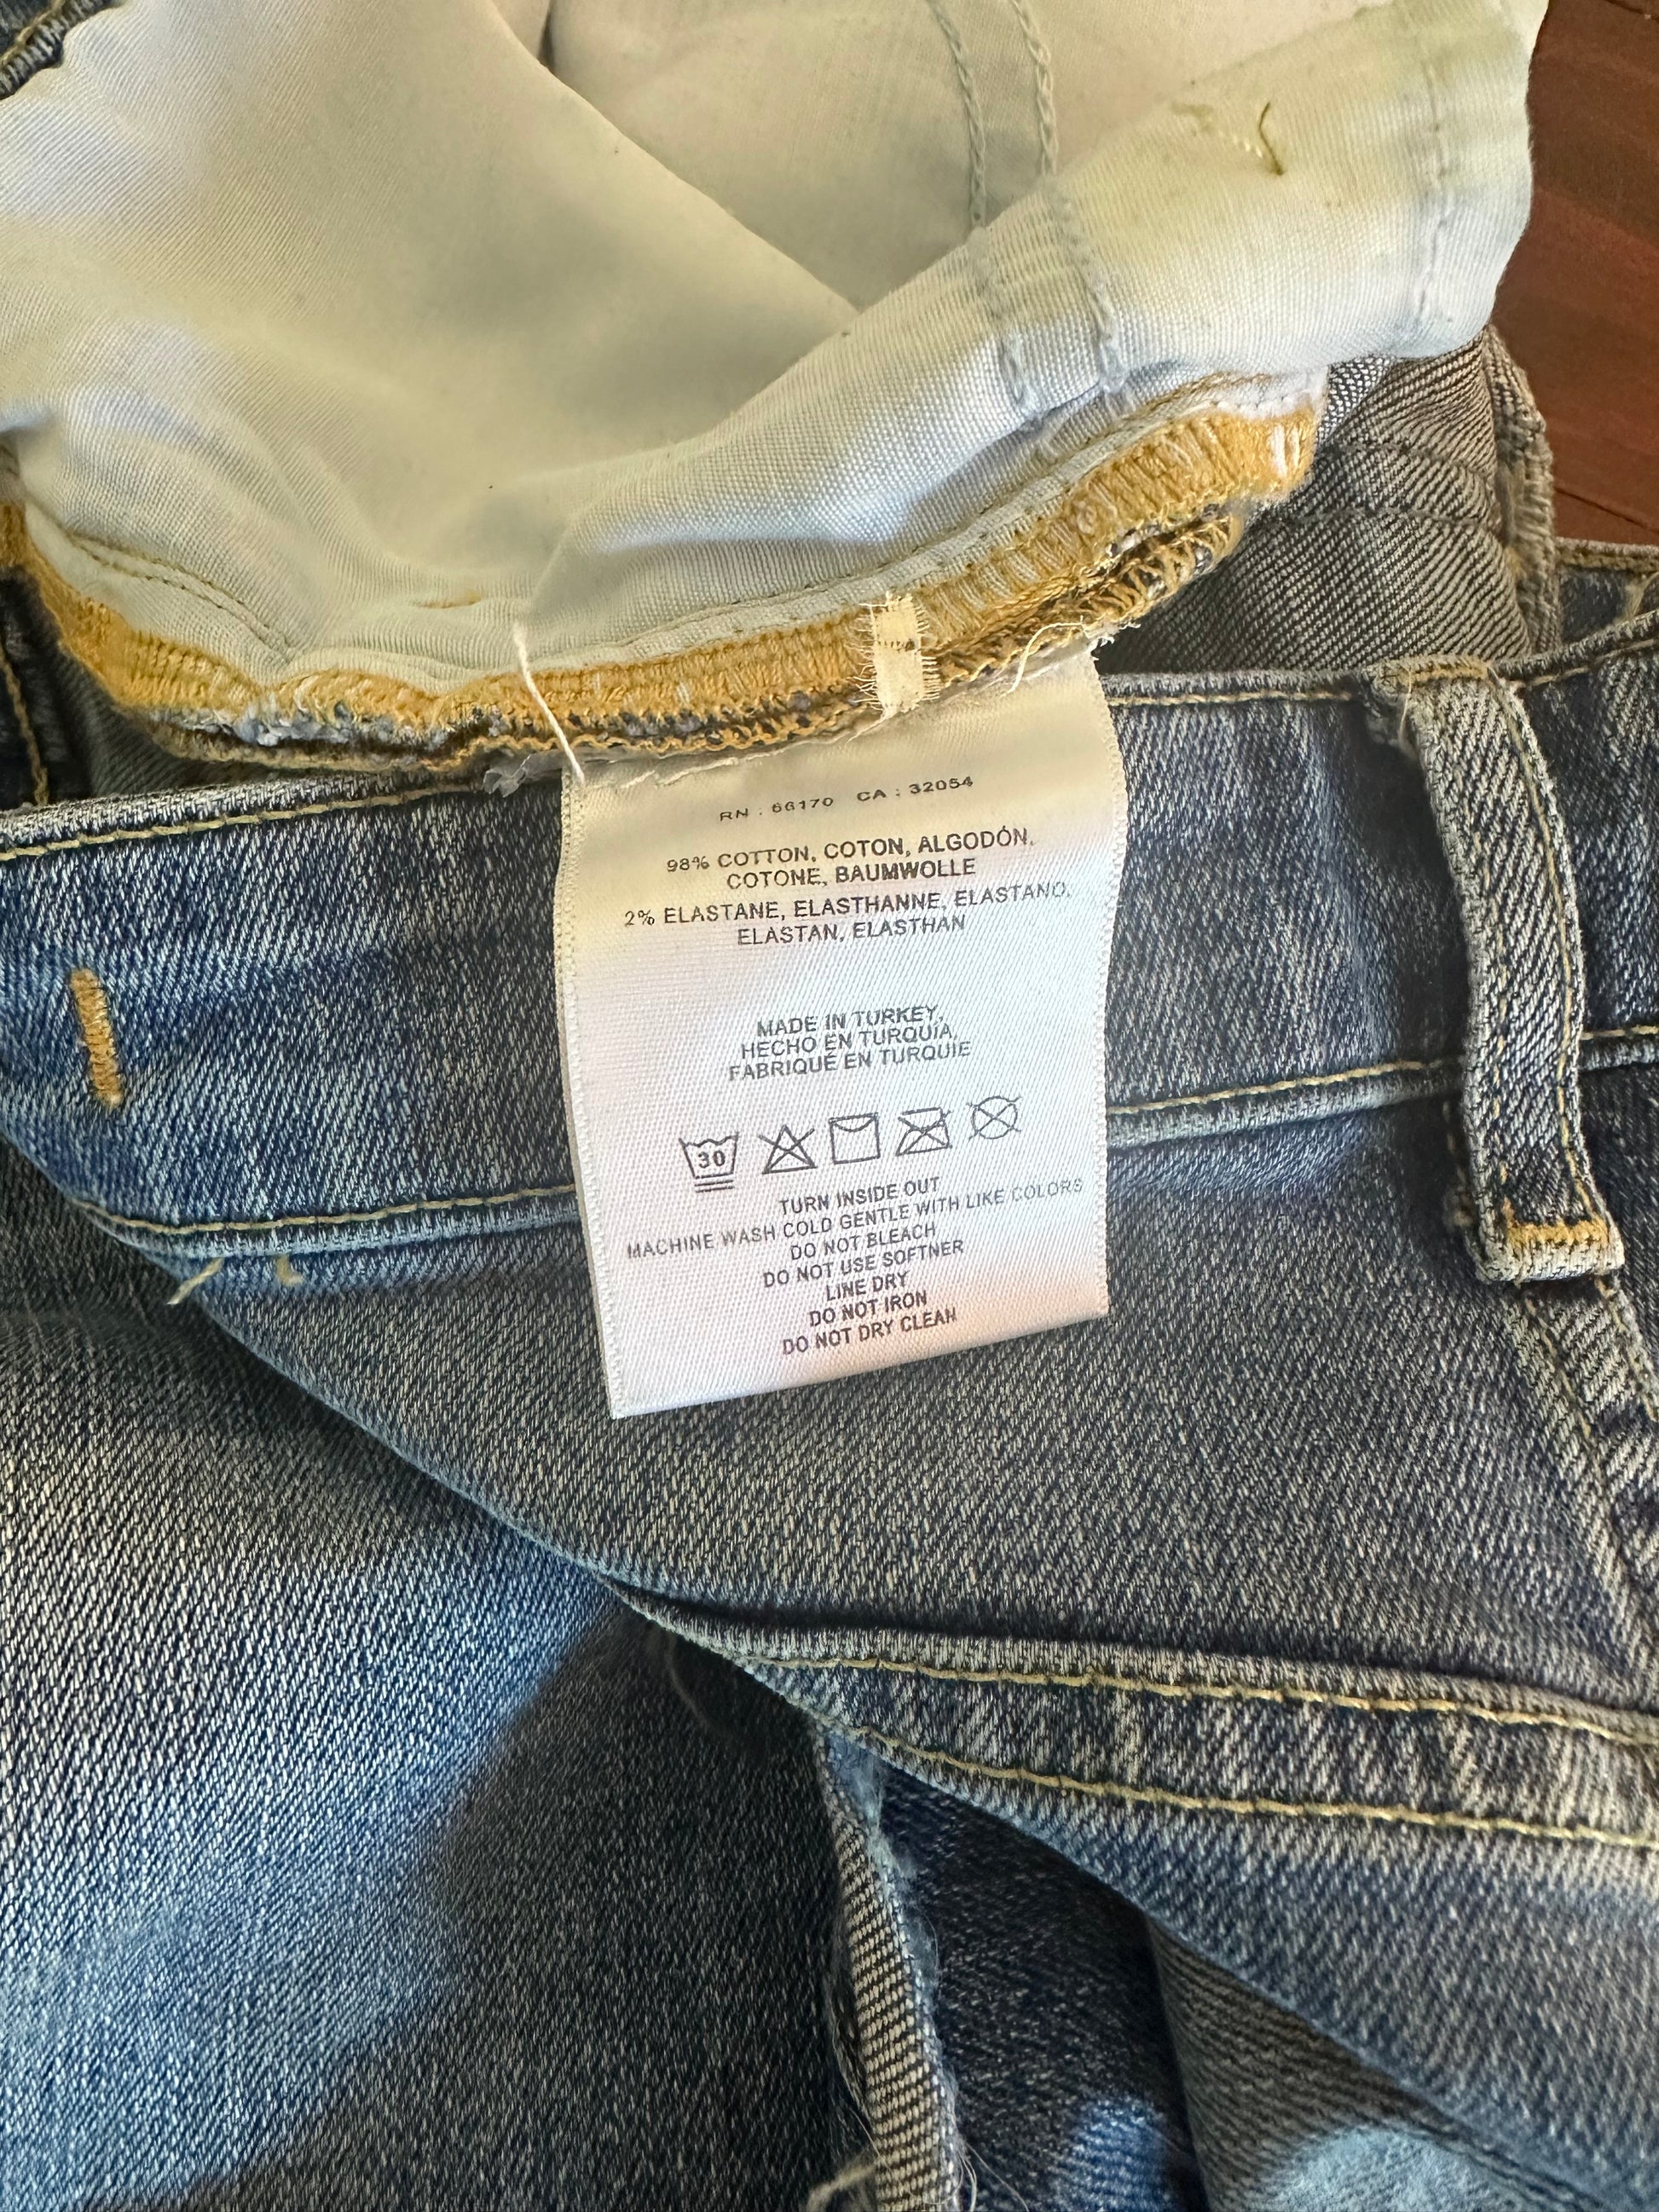 RN : 66170 CA : 32054
98% COTTON, COTON, ALGODÓN,
COTONE, BAUMWOLLE
2% ELASTANE, ELASTHANNE, ELASTANO,
ELASTAN, ELASTHAN
MADE IN TURKEY,
HECHO EN TURQUÍA,
FABRIQUÉ EN TURQUIE
30
TURN INSIDE OUT
MACHINE WASH COLD GENTLE WITH LIKE COLORS
DO NOT BLEACH
DO NOT USE SOFTNER
LINE DRY
DO NOT IRON
DO NOT DRY CLEAN